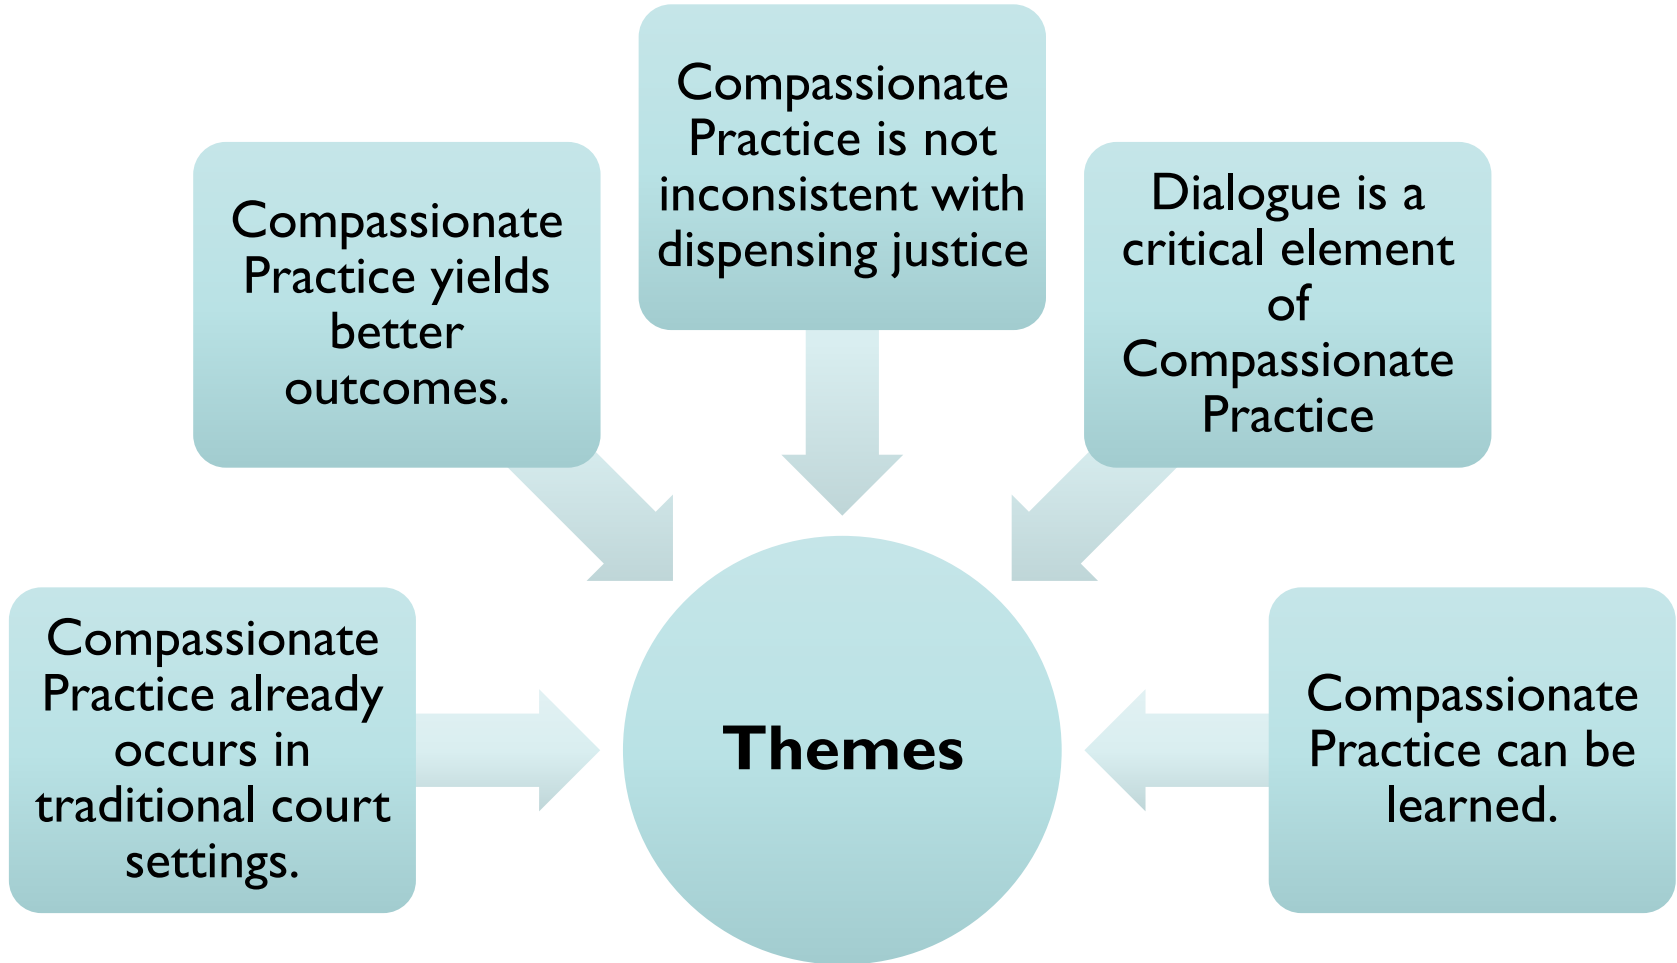 Compassionate
Practice already
occurs in
traditional court
settings.
Compassionate
Practice yields
better
outcomes.
Compassionate
Practice is not
inconsistent with
dispensing justice
Dialogue is a
critical element
of
Compassionate
Practice
Compassionate
Practice can be
learned.
Themes